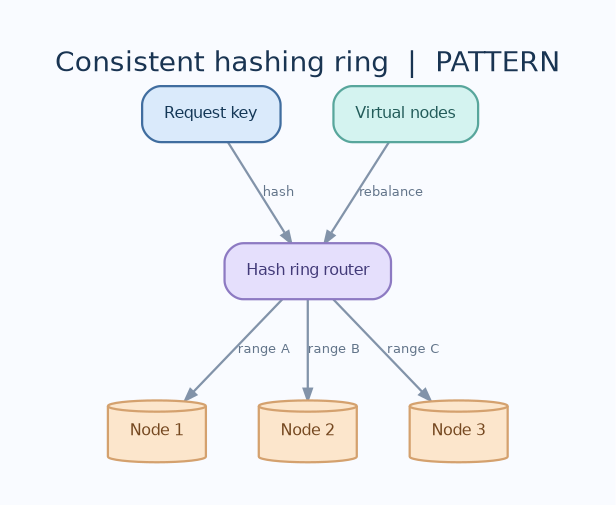 Consistent hashing ring | PATTERN
Request key
Virtual nodes
hash
rebalance
Hash ring router
range A
range B
range C
Node 1
Node 2
Node 3